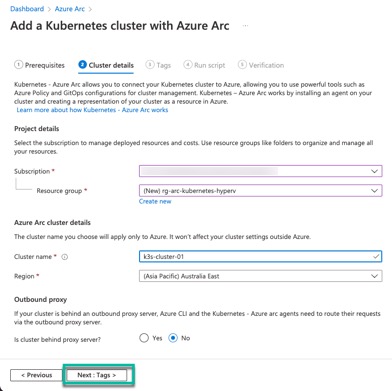 Dashboard > Azure Arc >
Add a Kubernetes cluster with Azure Arc ...
1 Prerequisites 2 Cluster details 3 Tags 4 Run script 5 Verification
Kubernetes - Azure Arc allows you to connect your Kubernetes cluster to Azure, allowing you to use powerful tools such as
Azure Policy and GitOps configurations for cluster management. Kubernetes – Azure Arc works by installing an agent on your
cluster and creating a representation of your cluster as a resource in Azure.
Learn more about how Kubernetes - Azure Arc works
Project details
Select the subscription to manage deployed resources and costs. Use resource groups like folders to organize and manage all
your resources.
Subscription *
Resource group * (New) rg-arc-kubernetes-hyperv
Create new
Azure Arc cluster details
The cluster name you choose will apply only to Azure. It won't affect your cluster settings outside Azure.
Cluster name * k3s-cluster-01
Region * (Asia Pacific) Australia East
Outbound proxy
If your cluster is behind an outbound proxy server, Azure CLI and the Kubernetes - Azure arc agents need to route their requests
via the outbound proxy server.
Is cluster behind proxy server? Yes No
< Previous Next : Tags >